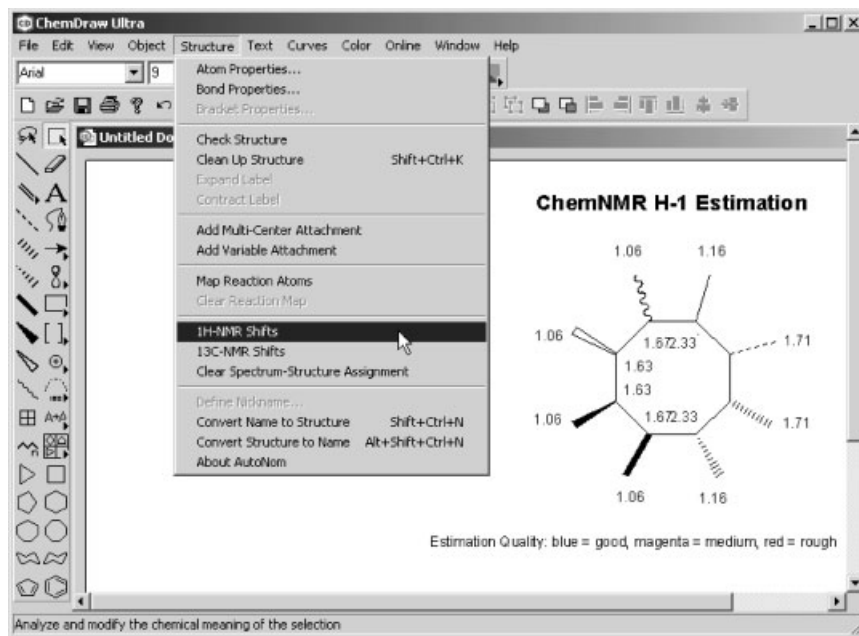 ChemDraw Ultra
File Edit View Object Structure Text Curves Color Online Window Help
Arial 9
Untitled Do
Atom Properties...
Bond Properties...
Bracket Properties...
Check Structure
Clean Up Structure Shift+Ctrl+K
Expand Label
Contract Label
Add Multi-Center Attachment
Add Variable Attachment
Map Reaction Atoms
Clear Reaction Map
1H-NMR Shifts
13C-NMR Shifts
Clear Spectrum-Structure Assignment
Define Nickname...
Convert Name to Structure Shift+Ctrl+N
Convert Structure to Name Alt+Shift+Ctrl+N
About AutoNom
ChemNMR H-1 Estimation
1.06 1.16
1.06 1.672.33 1.71
1.63
1.63
1.06 1.672.33 1.71
1.06 1.16
Estimation Quality: blue = good, magenta = medium, red = rough
Analyze and modify the chemical meaning of the selection